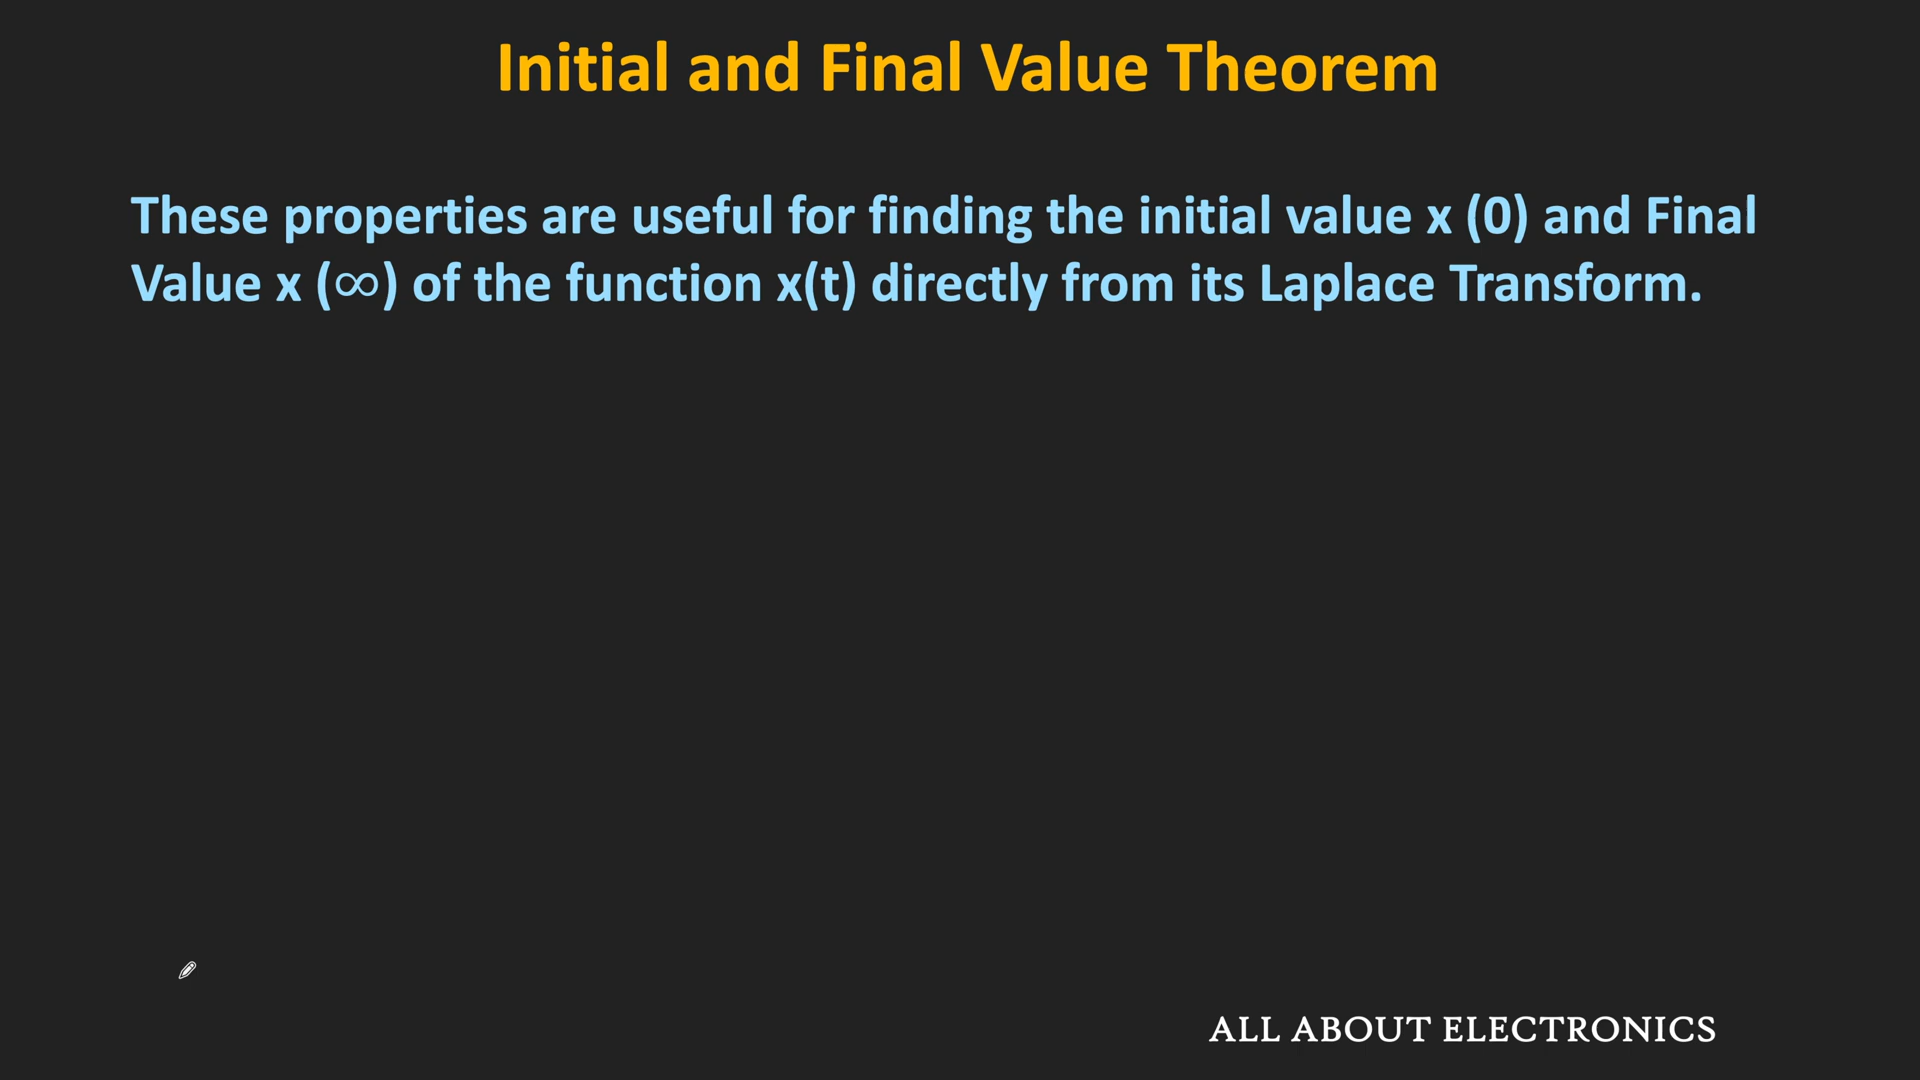 Initial and Final Value Theorem
These properties are useful for finding the initial value x (0) and Final
Value x (∞) of the function x(t) directly from its Laplace Transform.
ALL ABOUT ELECTRONICS